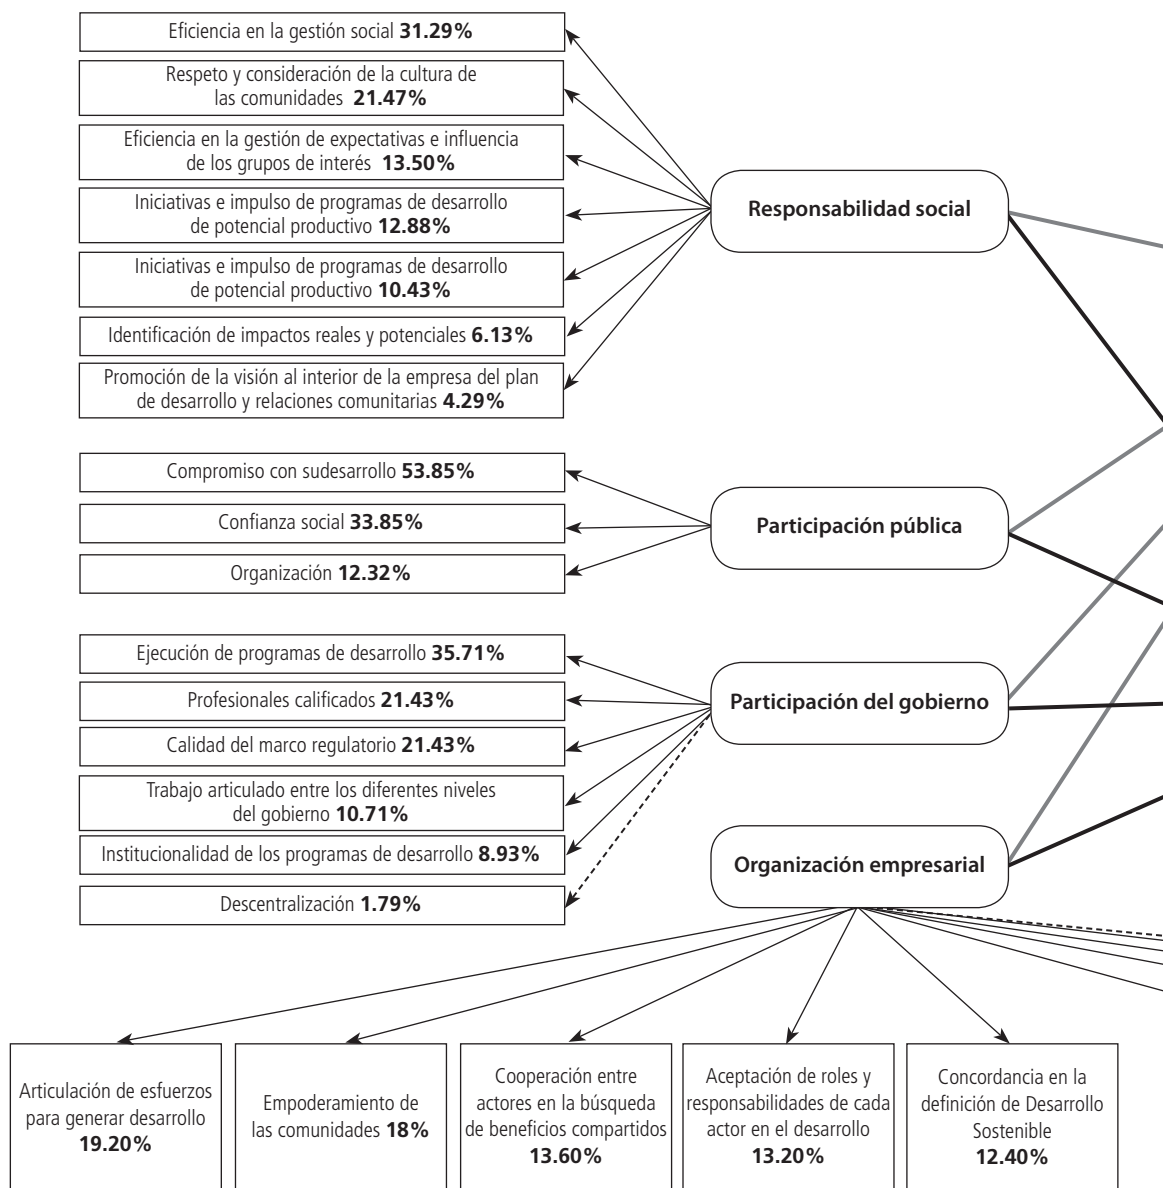 Eficiencia en la gestión social 31.29%
Respeto y consideración de la cultura de
las comunidades 21.47%
Eficiencia en la gestión de expectativas e influencia
de los grupos de interés 13.50%
Iniciativas e impulso de programas de desarrollo
de potencial productivo 12.88%
Iniciativas e impulso de programas de desarrollo
de potencial productivo 10.43%
Identificación de impactos reales y potenciales 6.13%
Promoción de la visión al interior de la empresa del plan
de desarrollo y relaciones comunitarias 4.29%
Responsabilidad social
Compromiso con sudesarrollo 53.85%
Confianza social 33.85%
Organización 12.32%
Participación pública
Ejecución de programas de desarrollo 35.71%
Profesionales calificados 21.43%
Calidad del marco regulatorio 21.43%
Trabajo articulado entre los diferentes niveles
del gobierno 10.71%
Institucionalidad de los programas de desarrollo 8.93%
Descentralización 1.79%
Participación del gobierno
Organización empresarial
Articulación de esfuerzos
para generar desarrollo
19.20%
Empoderamiento de
las comunidades 18%
Cooperación entre
actores en la búsqueda
de beneficios compartidos
13.60%
Aceptación de roles y
responsabilidades de cada
actor en el desarrollo
13.20%
Concordancia en la
definición de Desarrollo
Sostenible
12.40%